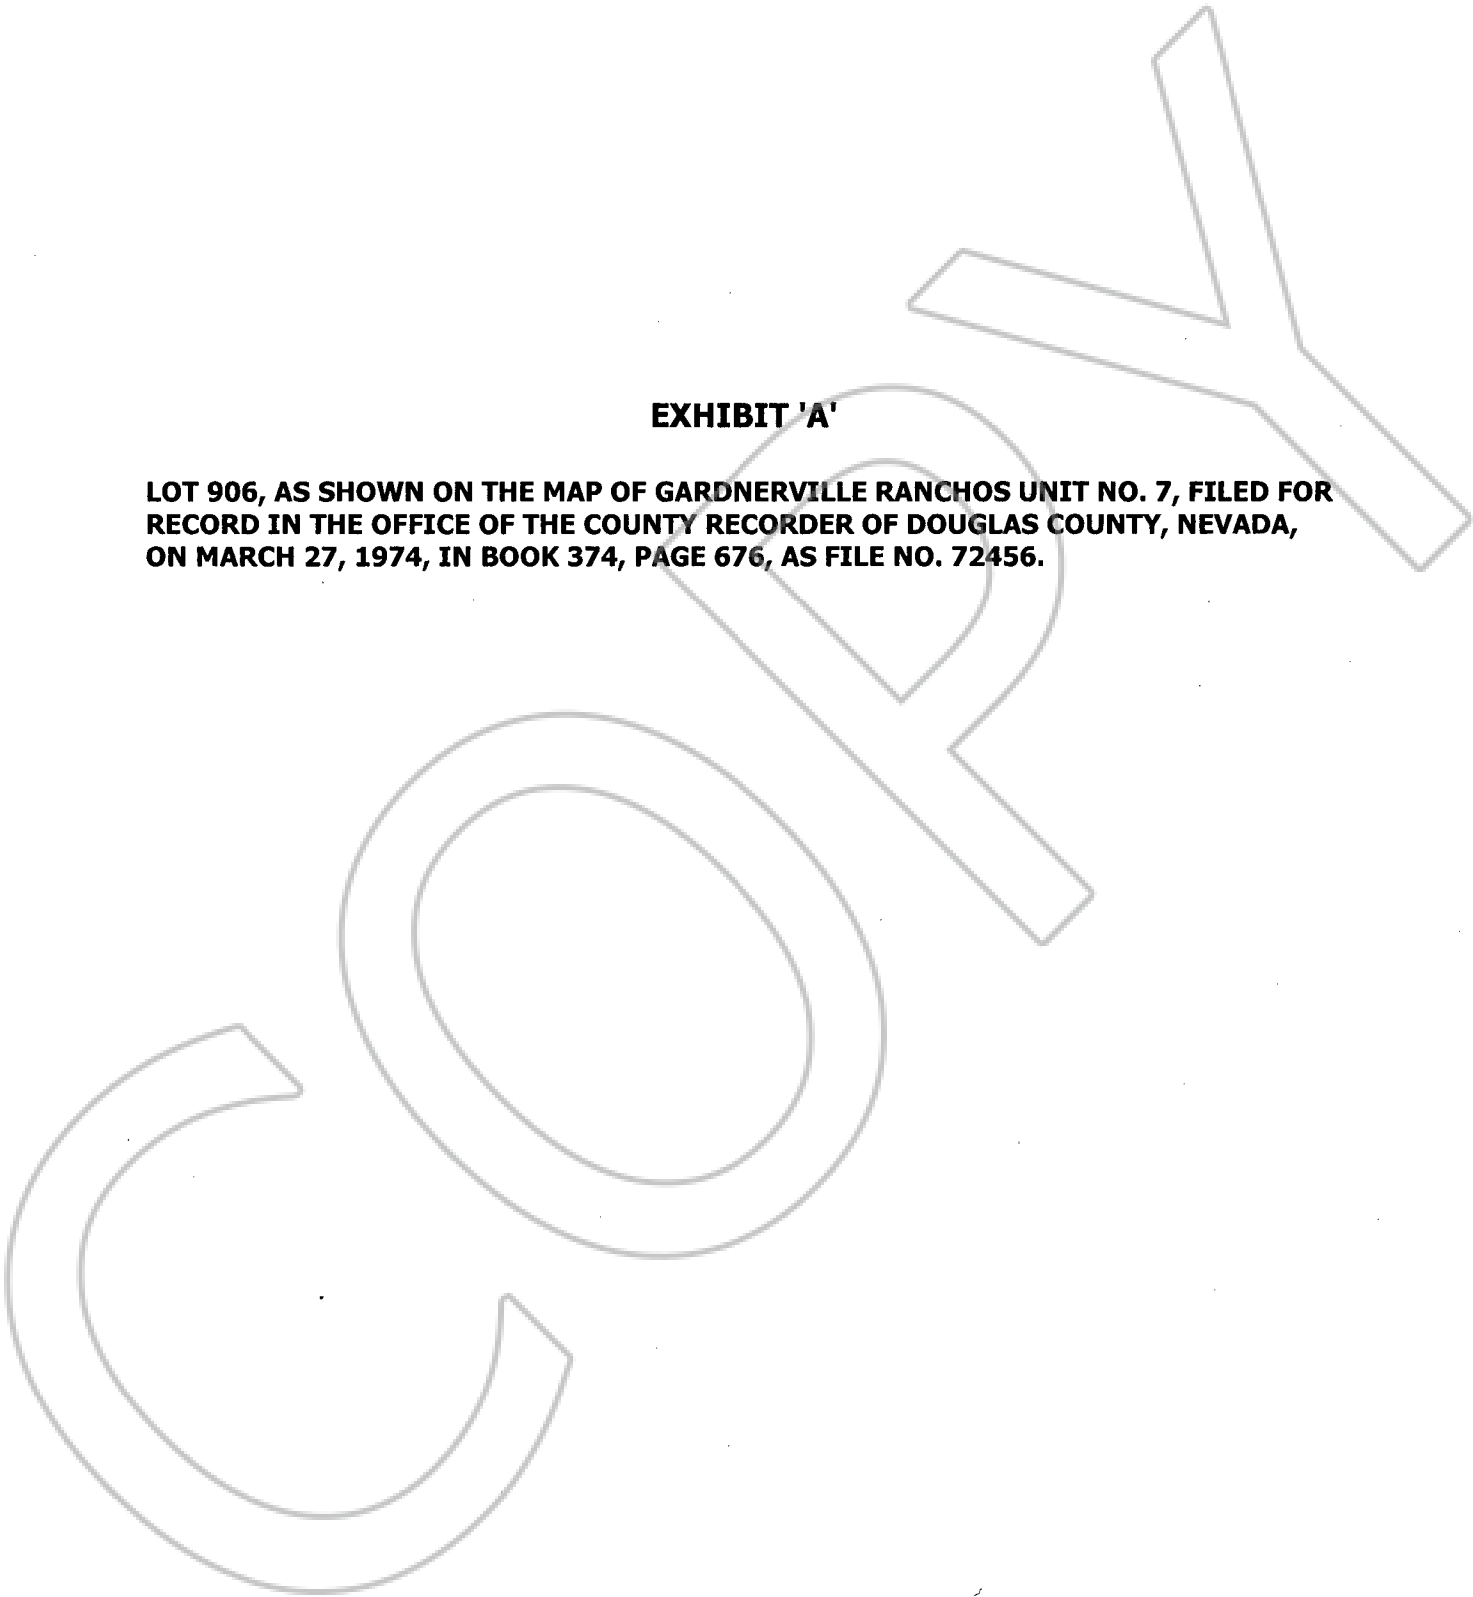 EXHIBIT 'A'
LOT 906, AS SHOWN ON THE MAP OF GARDNERVILLE RANCHOS UNIT NO. 7, FILED FOR
RECORD IN THE OFFICE OF THE COUNTY RECORDER OF DOUGLAS COUNTY, NEVADA,
ON MARCH 27, 1974, IN BOOK 374, PAGE 676, AS FILE NO. 72456.
COPY